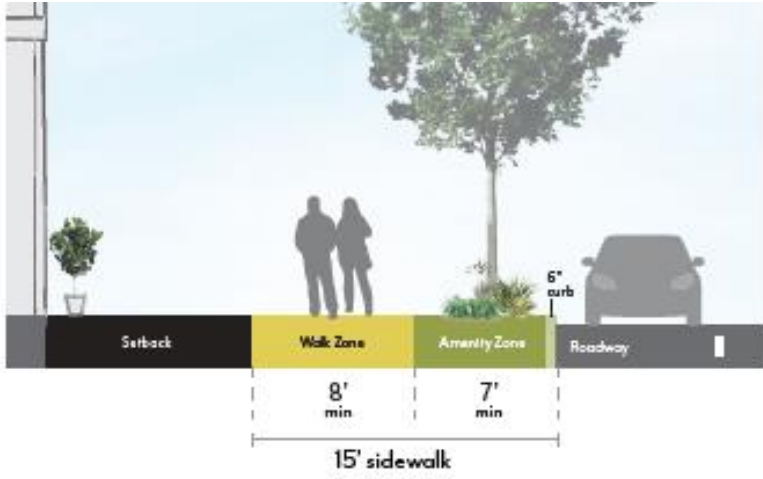 6"
curb
Setback
Walk Zone
Amenity Zone
Roadway
8'
min
7'
min
15' sidewalk